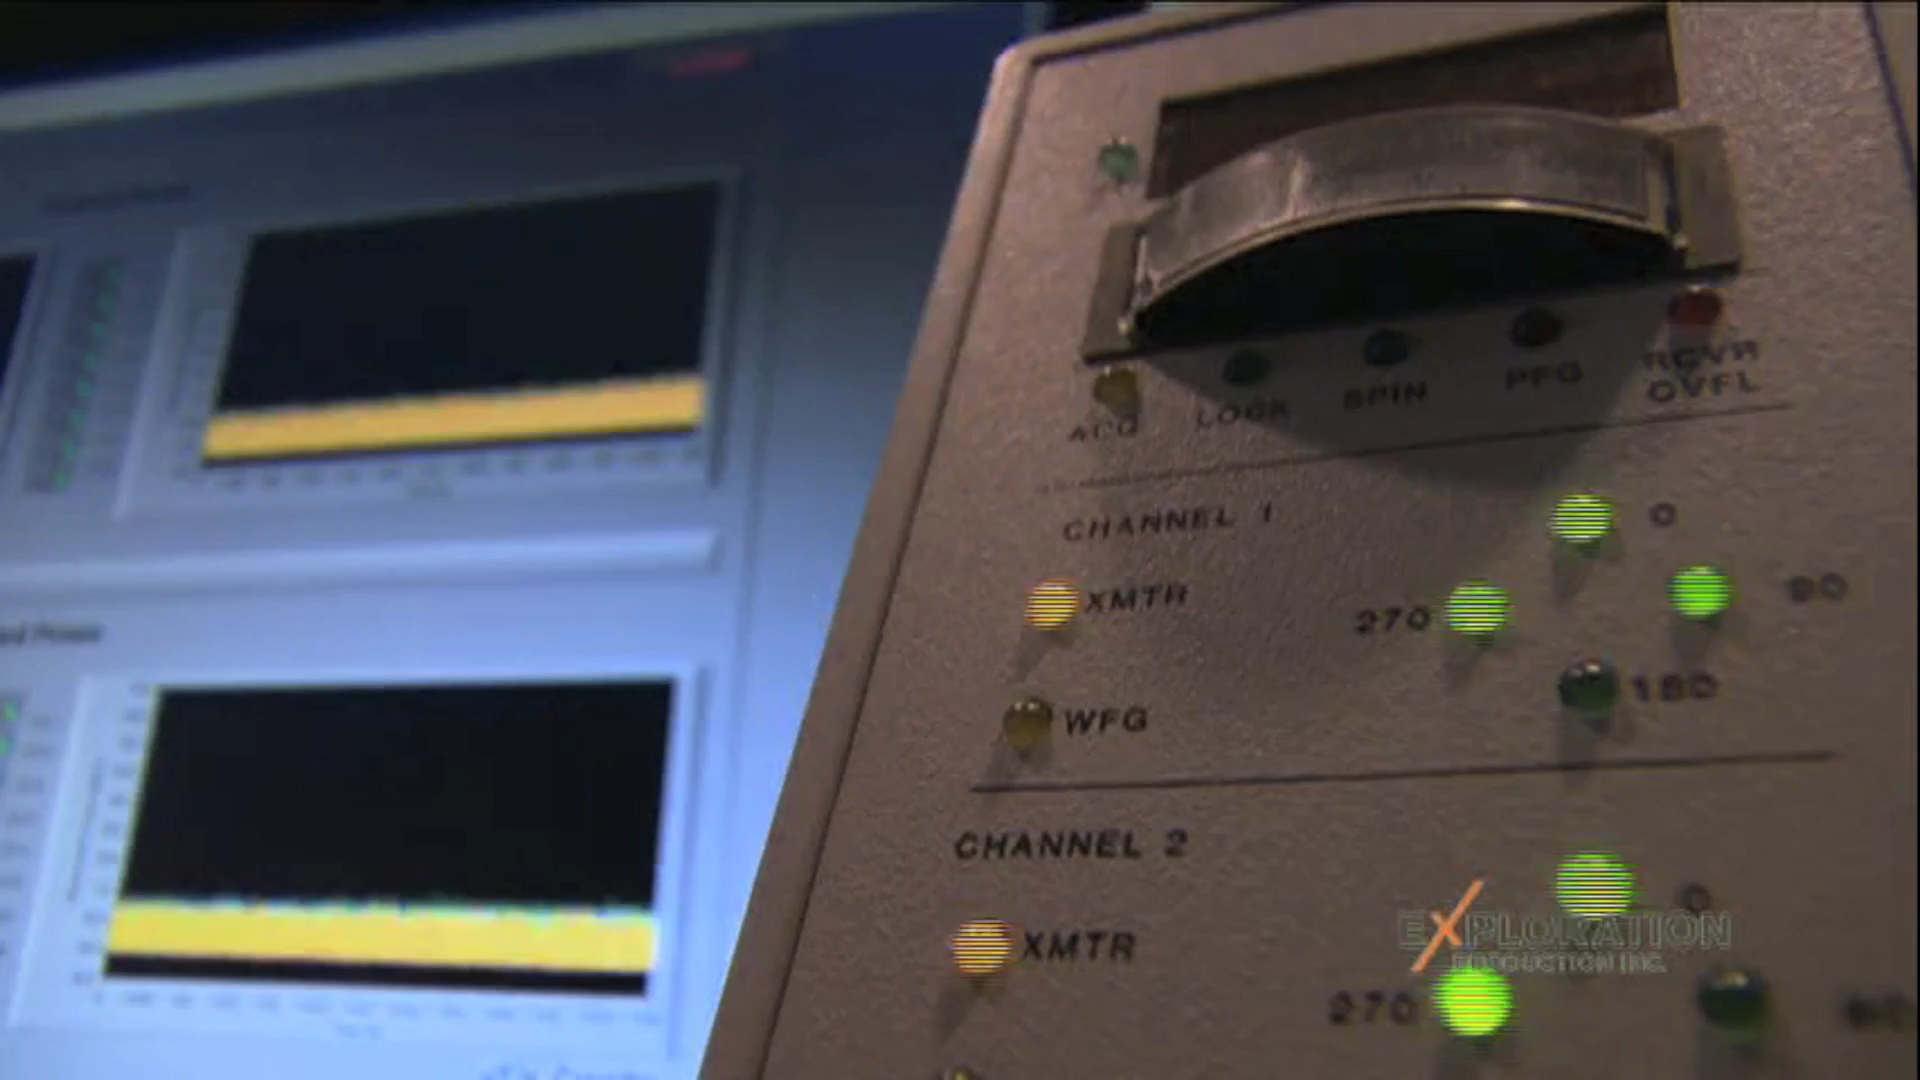 ACQ LOCK SPIN PFG RCVR
OVFL
CHANNEL 1
0
XMTR 270 90
WFG 180
CHANNEL 2
0
XMTR
EXPLORATION
PRODUCTION INC.
270 90